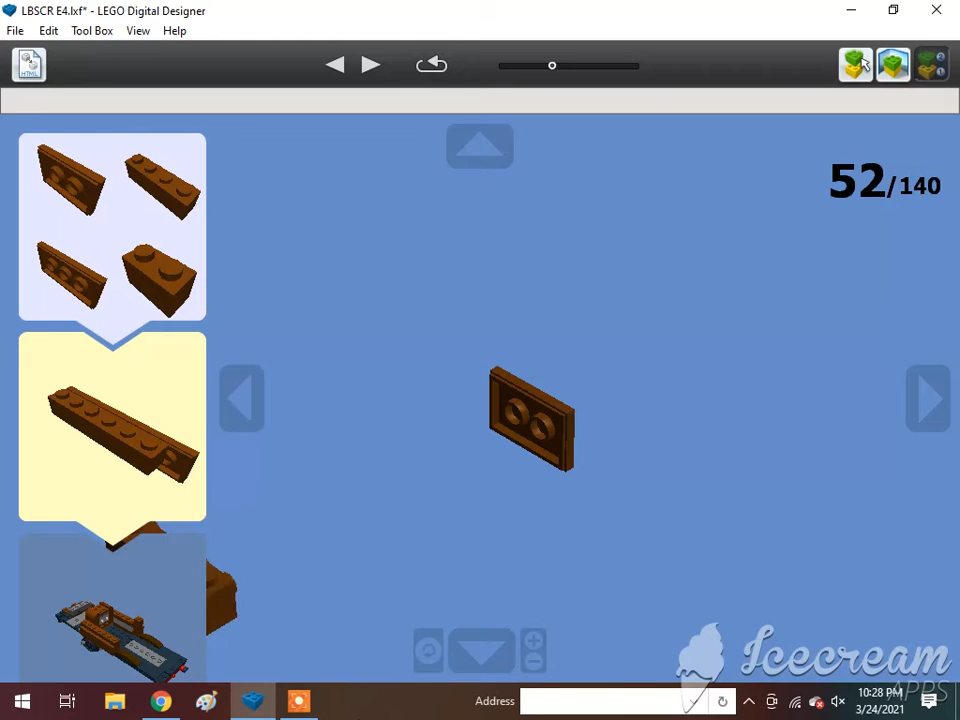 LBSCR E4.lxf* - LEGO Digital Designer
File Edit Tool Box View Help
HTML
52/140
Icecream
APPS
Address
10:28 PM
3/24/2021